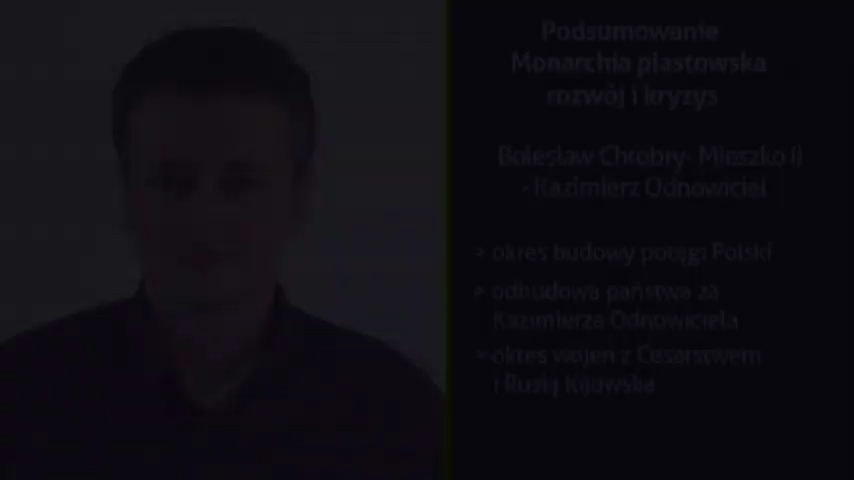 Podsumowanie
Monarchia piastowska
rozwój i kryzys
Bolesław Chrobry- Mieszko II
- Kazimierz Odnowiciel
> okres budowy potęgi Polski
> odbudowa państwa za
Kazimierza Odnowiciela
> okres wojen z Cesarstwem
i Rusią Kijowską